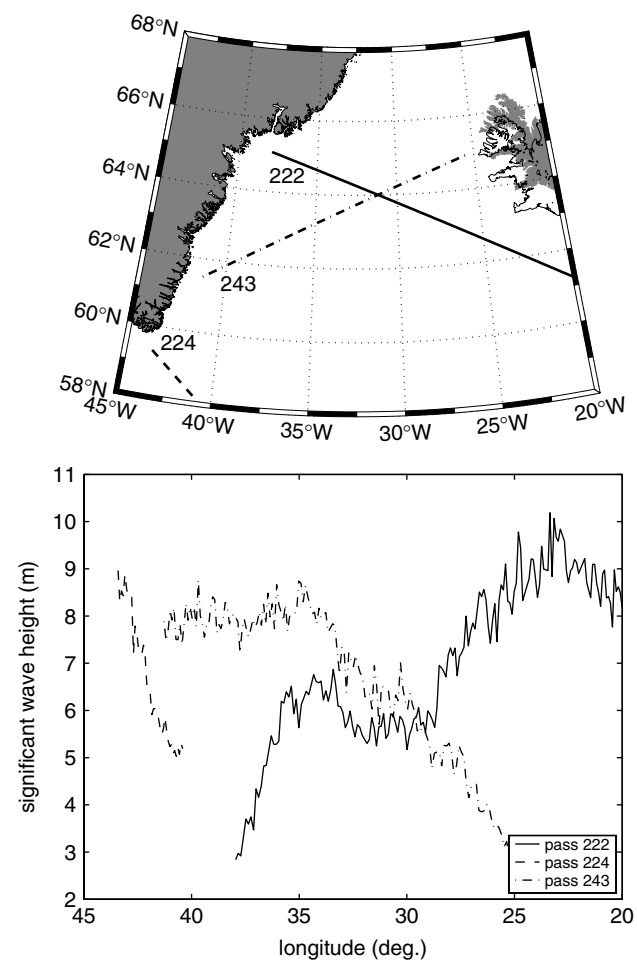 68°N
66°N
64°N
62°N
60°N
58°N
222
243
224
45°W
40°W
35°W
30°W
25°W
20°W
11
10
9
8
7
6
5
4
3
2
significant wave height (m)
pass 222
pass 224
pass 243
45
40
35
30
25
20
longitude (deg.)